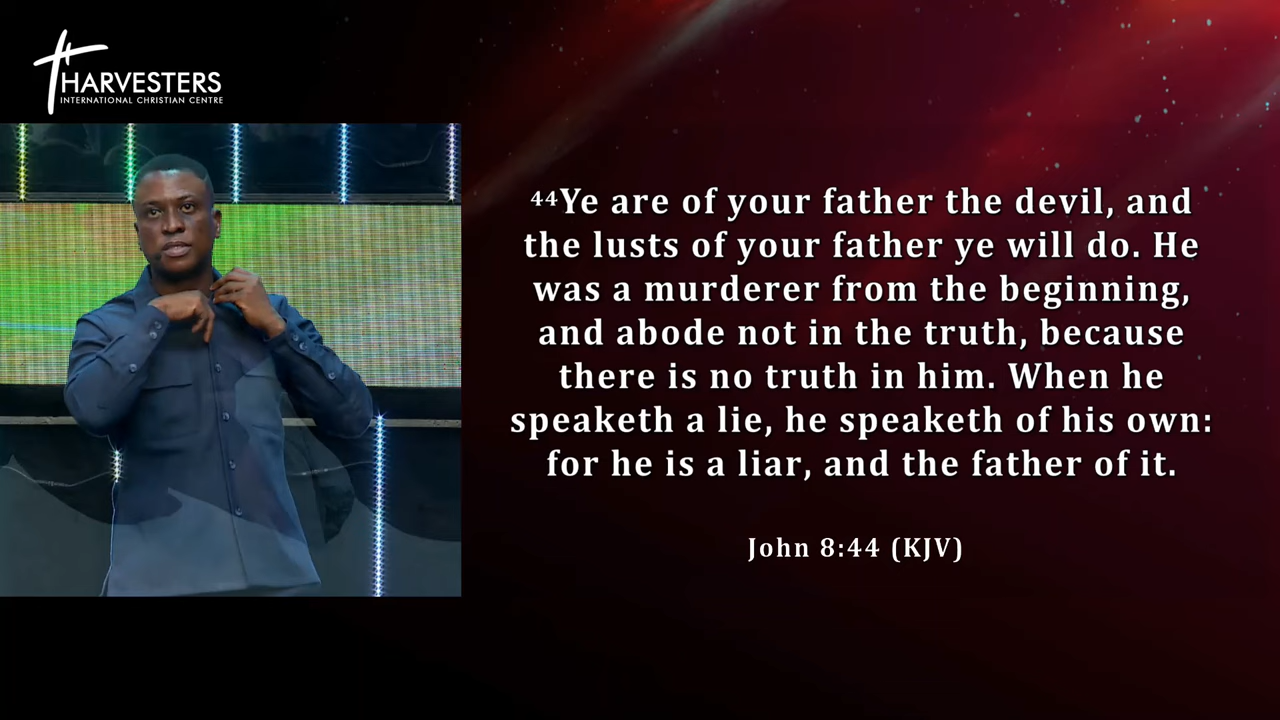 HARVESTERS
INTERNATIONAL CHRISTIAN CENTRE
⁴⁴Ye are of your father the devil, and
the lusts of your father ye will do. He
was a murderer from the beginning,
and abode not in the truth, because
there is no truth in him. When he
speaketh a lie, he speaketh of his own:
for he is a liar, and the father of it.
John 8:44 (KJV)